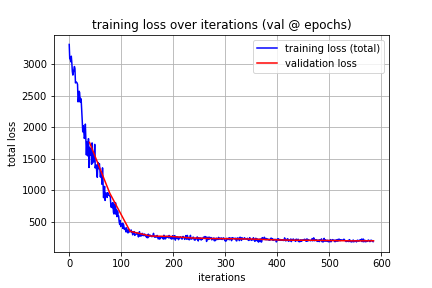 training loss over iterations (val @ epochs)
training loss (total)
validation loss
total loss
3000
2500
2000
1500
1000
500
0
100
200
300
400
500
600
iterations